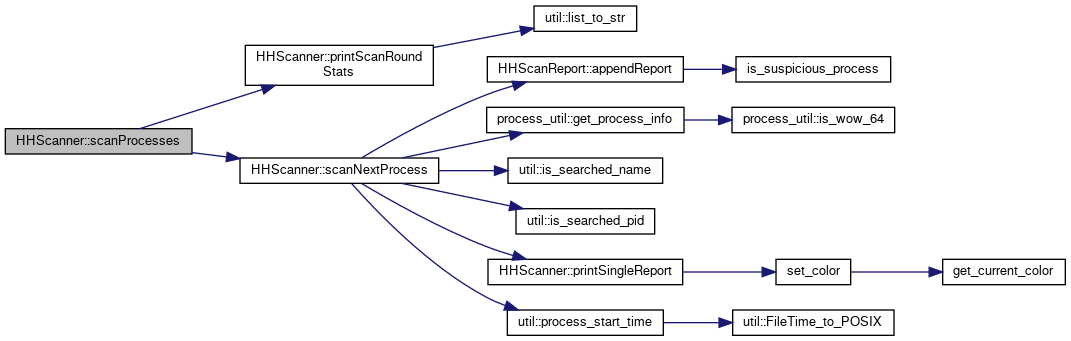 util::list_to_str
HHScanner::printScanRound
Stats
HHScanReport::appendReport
is_suspicious_process
process_util::get_process_info
process_util::is_wow_64
HHScanner::scanProcesses
HHScanner::scanNextProcess
util::is_searched_name
util::is_searched_pid
HHScanner::printSingleReport
set_color
get_current_color
util::process_start_time
util::FileTime_to_POSIX